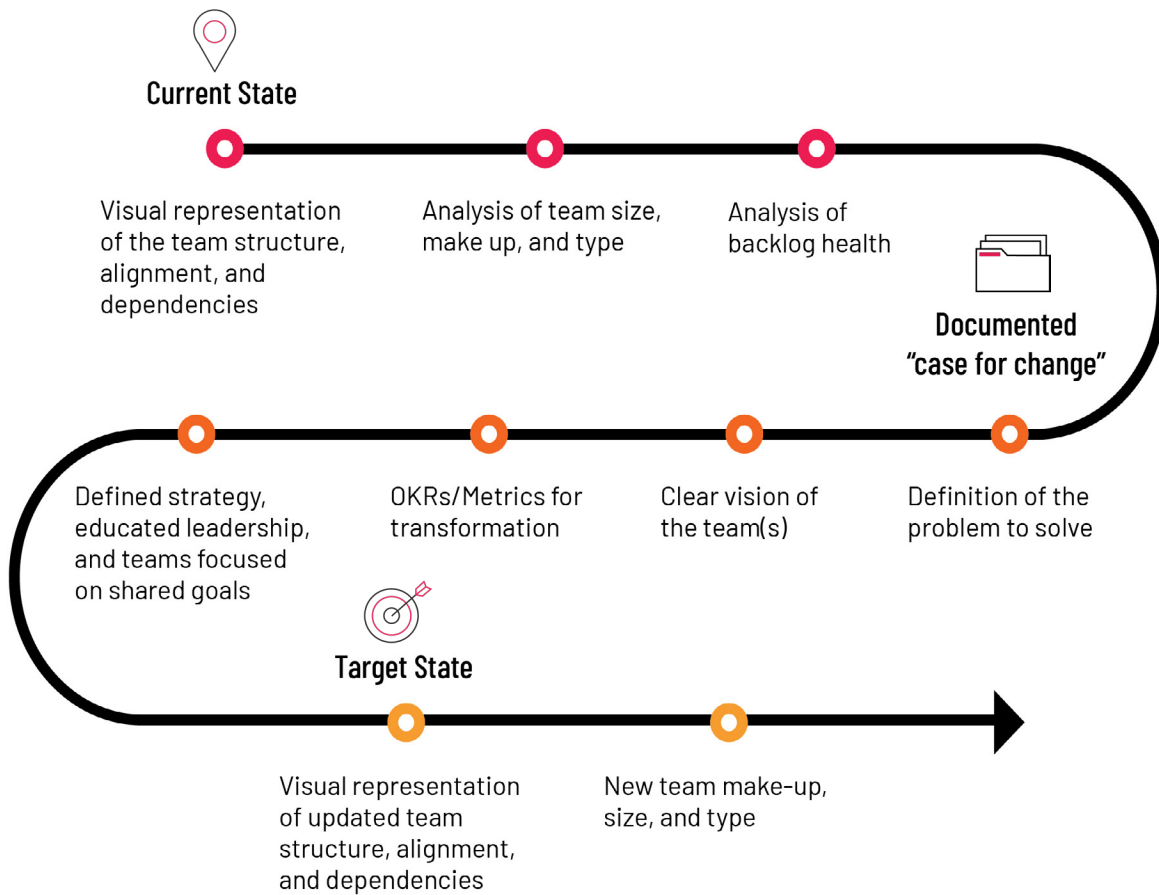 Current State
Visual representation
of the team structure,
alignment, and
dependencies
Analysis of team size,
make up, and type
Analysis of
backlog health
Documented
“case for change”
Definition of the
problem to solve
Clear vision of
the team(s)
OKRs/Metrics for
transformation
Defined strategy,
educated leadership,
and teams focused
on shared goals
Target State
Visual representation
of updated team
structure, alignment,
and dependencies
New team make-up,
size, and type